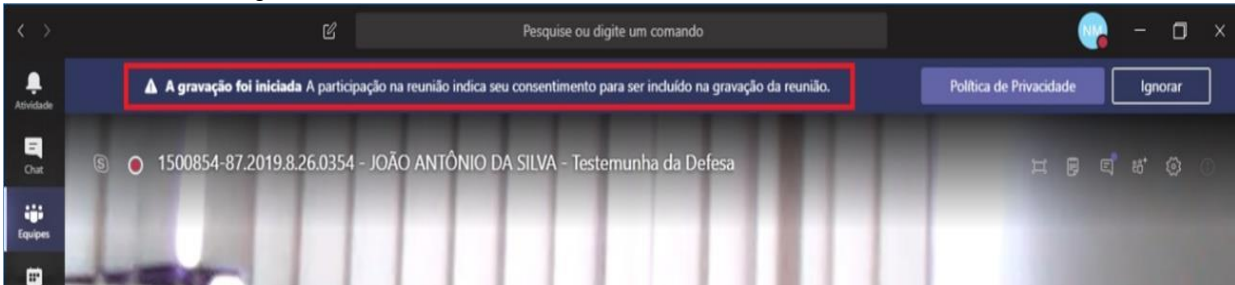 Pesquise ou digite um comando
NM
Atividade
A gravação foi iniciada A participação na reunião indica seu consentimento para ser incluído na gravação da reunião.
Política de Privacidade
Ignorar
Chat
1500854-87.2019.8.26.0354 - JOÃO ANTÔNIO DA SILVA - Testemunha da Defesa
Equipes